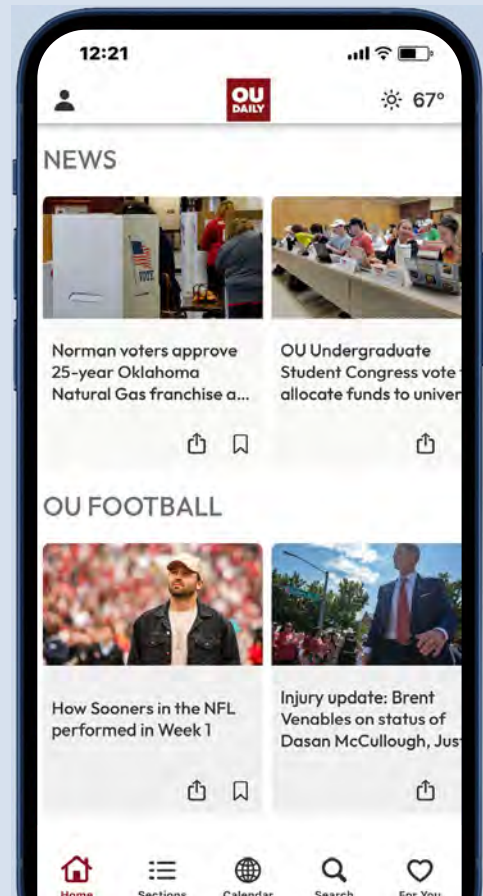 12:21
OU
DAILY
67°
NEWS
VOTE
Norman voters approve
25-year Oklahoma
Natural Gas franchise a...
OU Undergraduate
Student Congress vote
allocate funds to univer
OU FOOTBALL
How Sooners in the NFL
performed in Week 1
Injury update: Brent
Venables on status of
Dasan McCullough, Jus
Home Sections Calendar Search For You